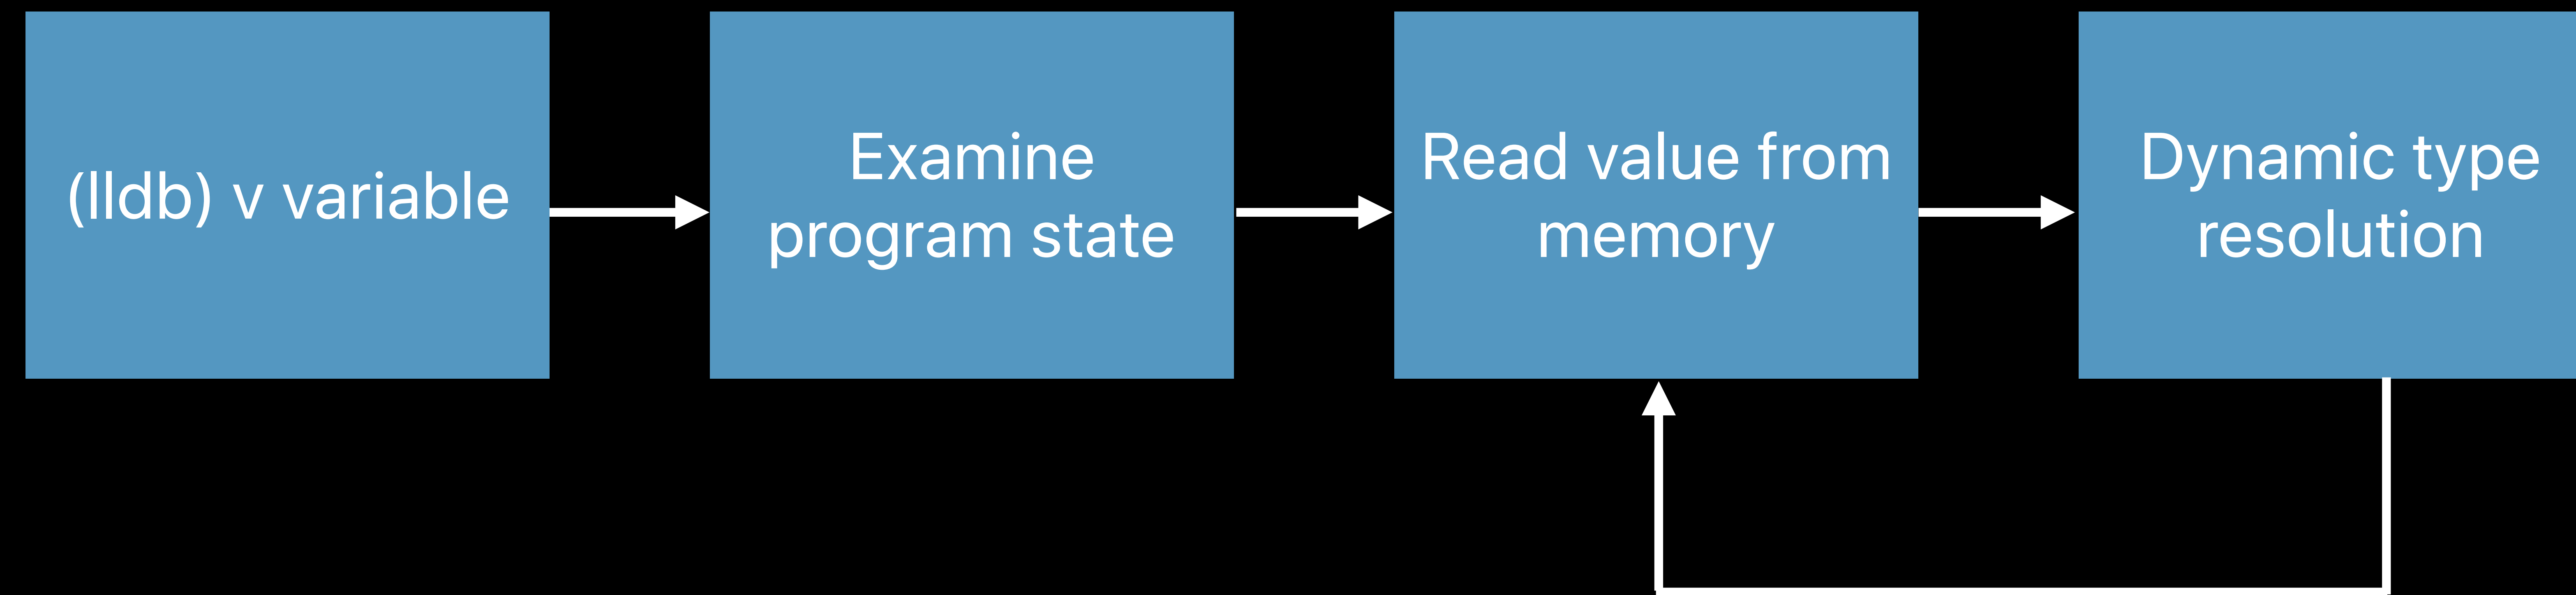 (lldb) v variable
Examine
program state
Read value from
memory
Dynamic type
resolution